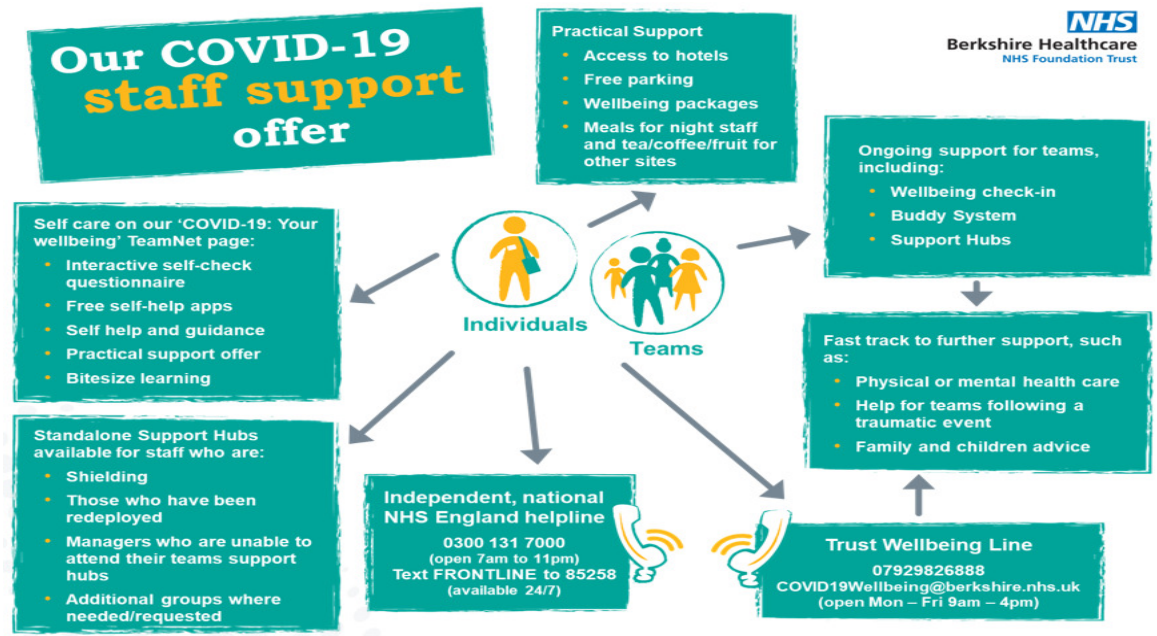 Our COVID-19
staff support
offer
Practical Support
• Access to hotels
• Free parking
• Wellbeing packages
• Meals for night staff
and tea/coffee/fruit for
other sites
NHS
Berkshire Healthcare
NHS Foundation Trust
Ongoing support for teams,
including:
• Wellbeing check-in
• Buddy System
• Support Hubs
Self care on our ‘COVID-19: Your
wellbeing’ TeamNet page:
• Interactive self-check
questionnaire
• Free self-help apps
• Self help and guidance
• Practical support offer
• Bitesize learning
Individuals
Teams
Fast track to further support, such
as:
• Physical or mental health care
• Help for teams following a
traumatic event
• Family and children advice
Standalone Support Hubs
available for staff who are:
• Shielding
• Those who have been
redeployed
• Managers who are unable to
attend their teams support
hubs
• Additional groups where
needed/requested
Independent, national
NHS England helpline
0300 131 7000
(open 7am to 11pm)
Text FRONTLINE to 85258
(available 24/7)
Trust Wellbeing Line
07929826888
COVID19Wellbeing@berkshire.nhs.uk
(open Mon – Fri 9am – 4pm)